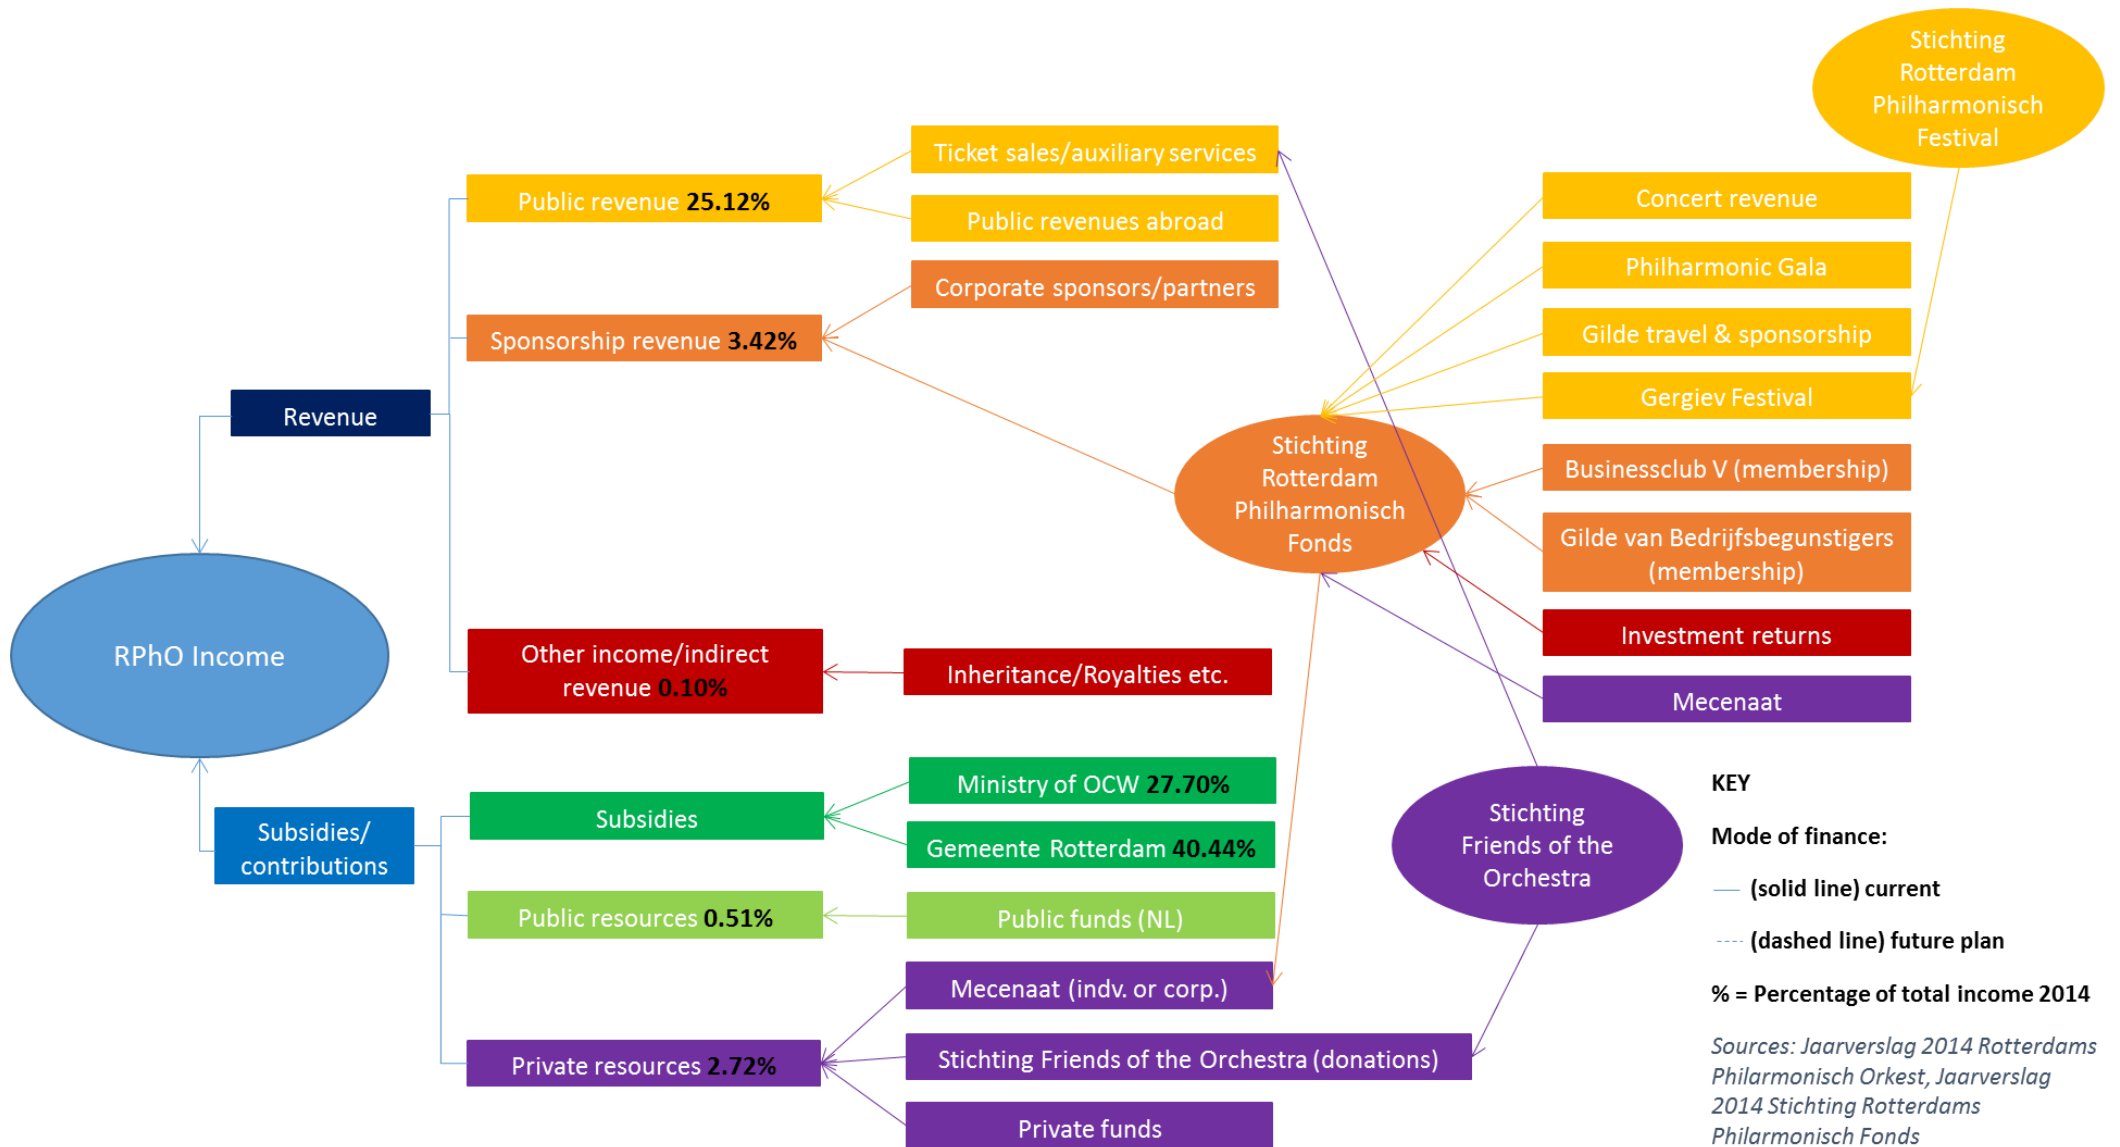 Stichting
Rotterdam
Philharmonisch
Festival
Ticket sales/auxiliary services
Public revenue 25.12%
Public revenues abroad
Concert revenue
Philharmonic Gala
Corporate sponsors/partners
Sponsorship revenue 3.42%
Gilde travel & sponsorship
Gergiev Festival
Revenue
Stichting
Rotterdam
Philharmonisch
Fonds
Businessclub V (membership)
Gilde van Bedrijfsbegunstigers
(membership)
Investment returns
Mecenaat
RPhO Income
Other income/indirect
revenue 0.10%
Inheritance/Royalties etc.
Subsidies/
contributions
Subsidies
Ministry of OCW 27.70%
Gemeente Rotterdam 40.44%
Public resources 0.51%
Public funds (NL)
Mecenaat (indv. or corp.)
Private resources 2.72%
Stichting Friends of the Orchestra (donations)
Private funds
Stichting
Friends of the
Orchestra
KEY
Mode of finance:
(solid line) current
(dashed line) future plan
% = Percentage of total income 2014
Sources: Jaarverslag 2014 Rotterdams
Philarmonisch Orkest, Jaarverslag
2014 Stichting Rotterdams
Philharmonisch Fonds